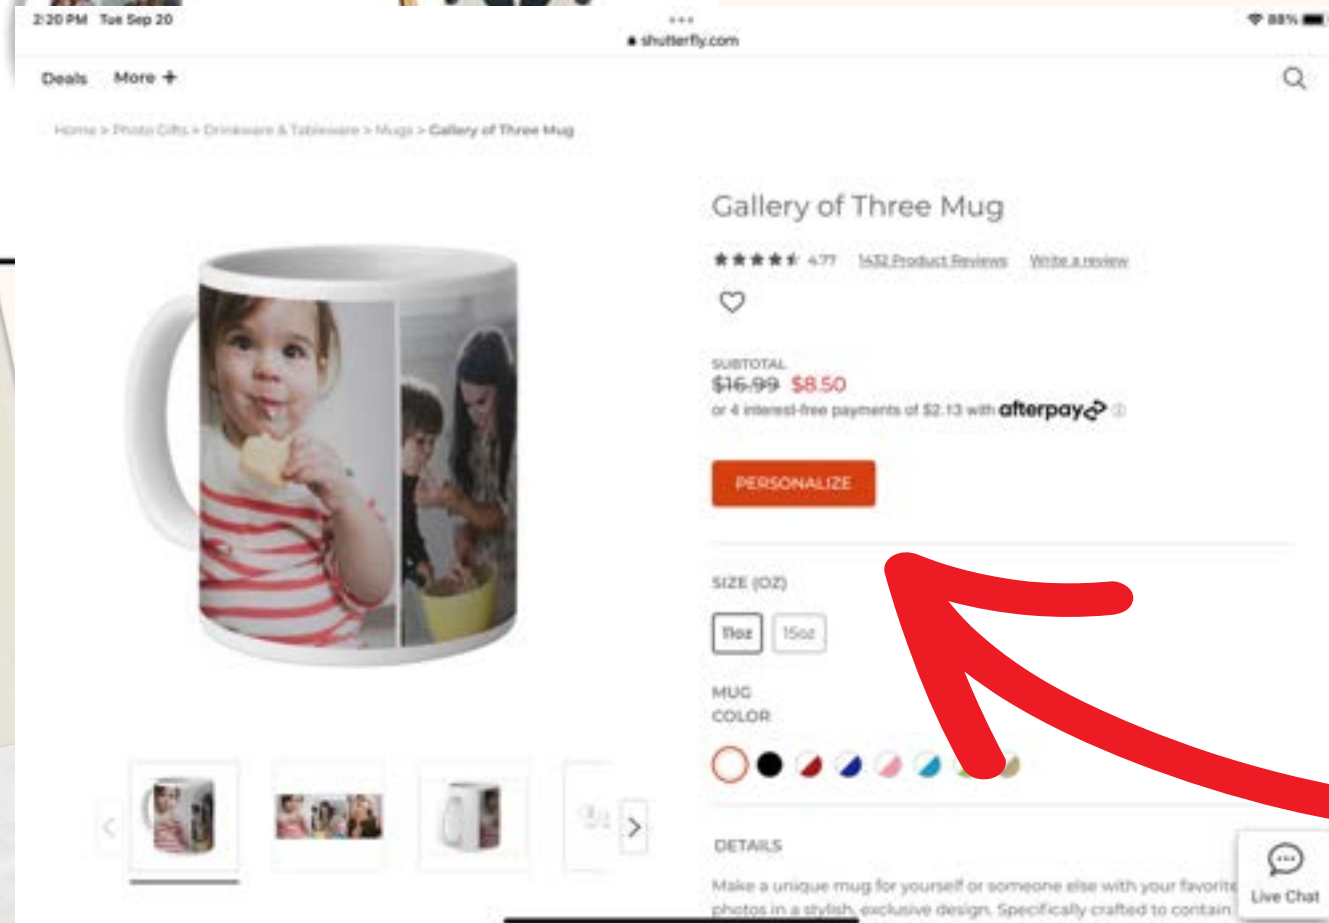 2:20 PM Tue Sep 20
shutterfly.com
88%
Deals More +
Home > Photo Gifts > Drinkware & Tableware > Mugs > Gallery of Three Mug
Gallery of Three Mug
4.77 1432 Product Reviews Write a review
SUBTOTAL
$16.99 $8.50
or 4 interest-free payments of $2.13 with afterpay
PERSONALIZE
SIZE (OZ)
11oz 15oz
MUG
COLOR
DETAILS
Make a unique mug for yourself or someone else with your favorite
photos in a stylish, exclusive design. Specifically crafted to contain
Live Chat